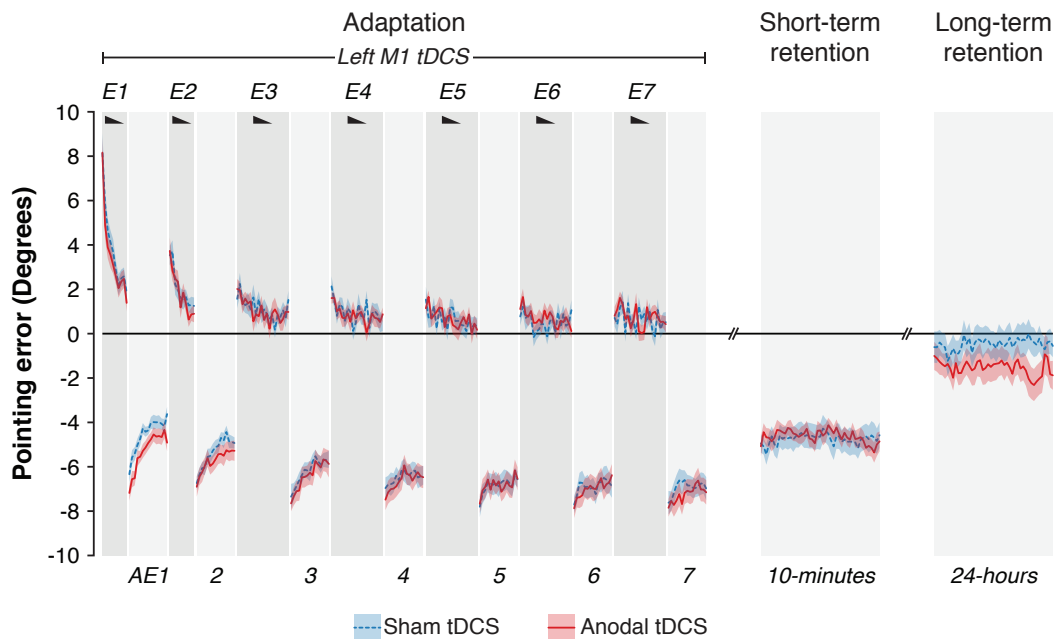 Adaptation
Short-term
retention
Long-term
retention
Left M1 tDCS
E1 E2 E3 E4 E5 E6 E7
Pointing error (Degrees)
10
8
6
4
2
0
-2
-4
-6
-8
-10
AE1 2 3 4 5 6 7 10-minutes 24-hours
Sham tDCS Anodal tDCS